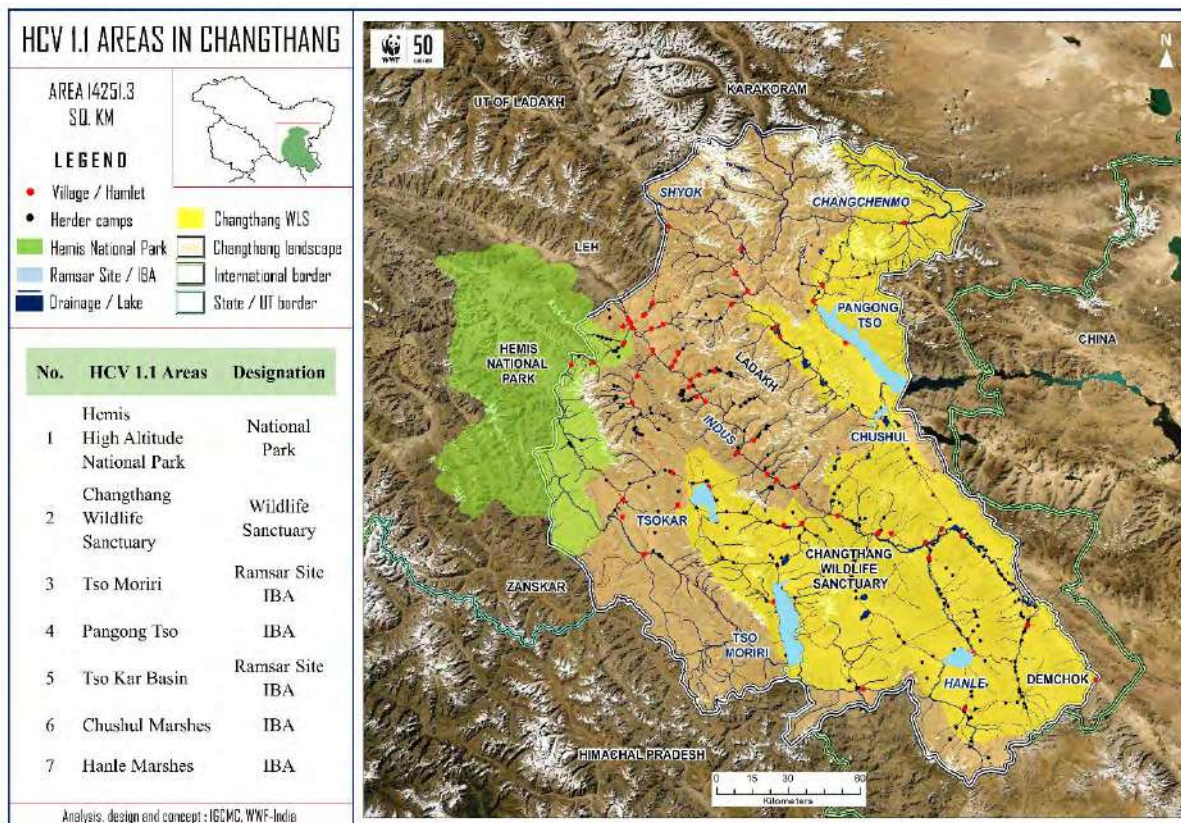 HCV 1.1 AREAS IN CHANGTHANG
AREA 14251.3
SQ. KM
LEGEND
Village / Hamlet
Herder camps
Hemis National Park
Ramsar Site / IBA
Drainage / Lake
Changthang WLS
Changthang landscape
International border
State / UT border
No. HCV 1.1 Areas Designation
1 Hemis High Altitude National Park National Park
2 Changthang Wildlife Sanctuary Wildlife Sanctuary
3 Tso Moriri Ramsar Site IBA
4 Pangong Tso IBA
5 Tso Kar Basin Ramsar Site IBA
6 Chushul Marshes IBA
7 Hanle Marshes IBA
Analysis, design and concept : IGCMC, WWF-India
WWF
50
N
KARAKORAM
UT OF LADAKH
SHYOK
CHANGCHENMO
LEH
PANGONG
TSO
CHINA
HEMIS
NATIONAL
PARK
LADAKH
INDUS
CHUSHUL
TSOKAR
CHANGTHANG
WILDLIFE
SANCTUARY
ZANSKAR
TSO
MORIRI
HANLE
DEMCHOK
HIMACHAL PRADESH
0 15 30 60
Kilometers